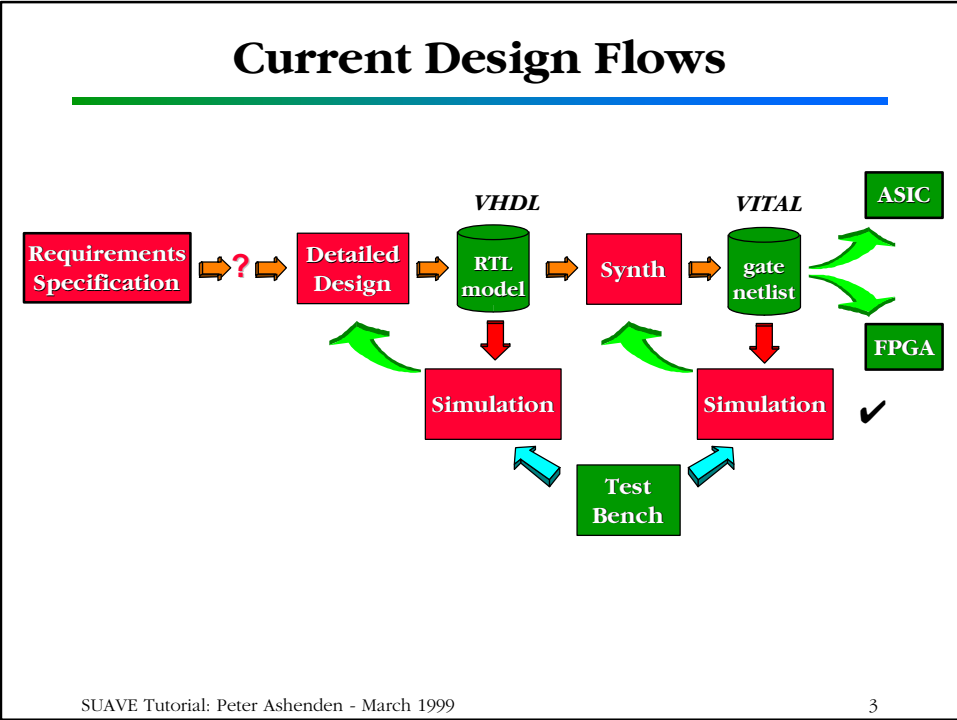 Current Design Flows
VHDL
VITAL
ASIC
Requirements
Specification
?
Detailed
Design
RTL
model
Synth
gate
netlist
FPGA
Simulation
Simulation
✔
Test
Bench
SUAVE Tutorial: Peter Ashenden - March 1999
3